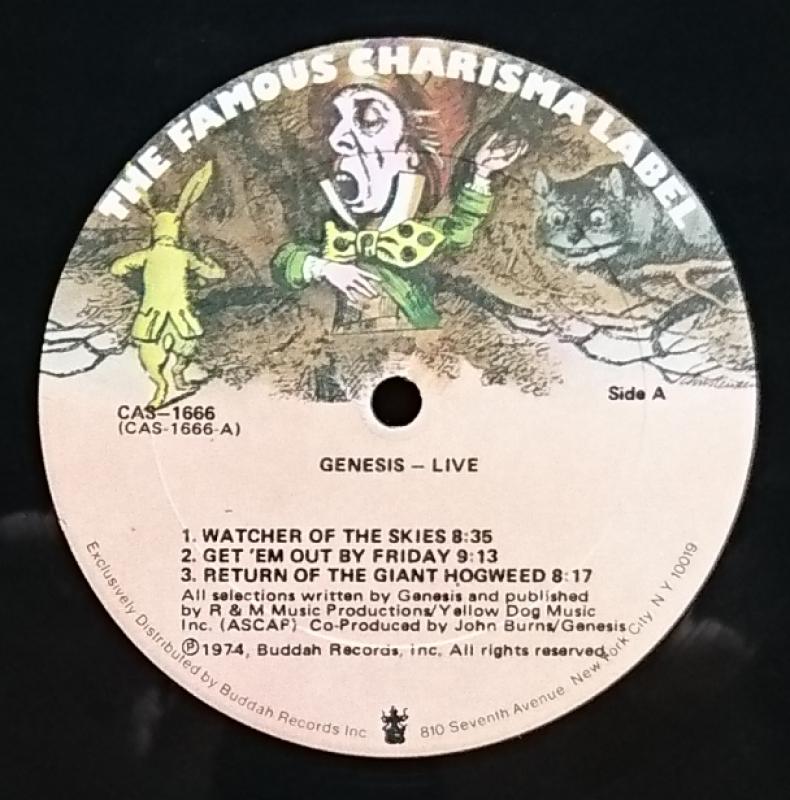 THE FAMOUS CHARISMA LABEL
Side A
CAS-1666
(CAS-1666-A)
GENESIS – LIVE
1. WATCHER OF THE SKIES 8:35
2. GET 'EM OUT BY FRIDAY 9:13
3. RETURN OF THE GIANT HOGWEED 8:17
All selections written by Genesis and published
by R & M Music Productions/Yellow Dog Music
Inc. (ASCAP) Co-Produced by John Burns/Genesis
Ⓟ1974, Buddah Records, Inc. All rights reserved.
Exclusively Distributed by Buddah Records Inc 810 Seventh Avenue New York City, N Y 10019